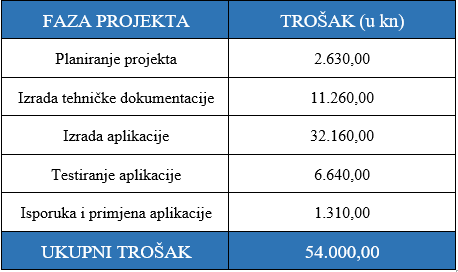 FAZA PROJEKTA TROŠAK (u kn)
Planiranje projekta 2.630,00
Izrada tehničke dokumentacije 11.260,00
Izrada aplikacije 32.160,00
Testiranje aplikacije 6.640,00
Isporuka i primjena aplikacije 1.310,00
UKUPNI TROŠAK 54.000,00